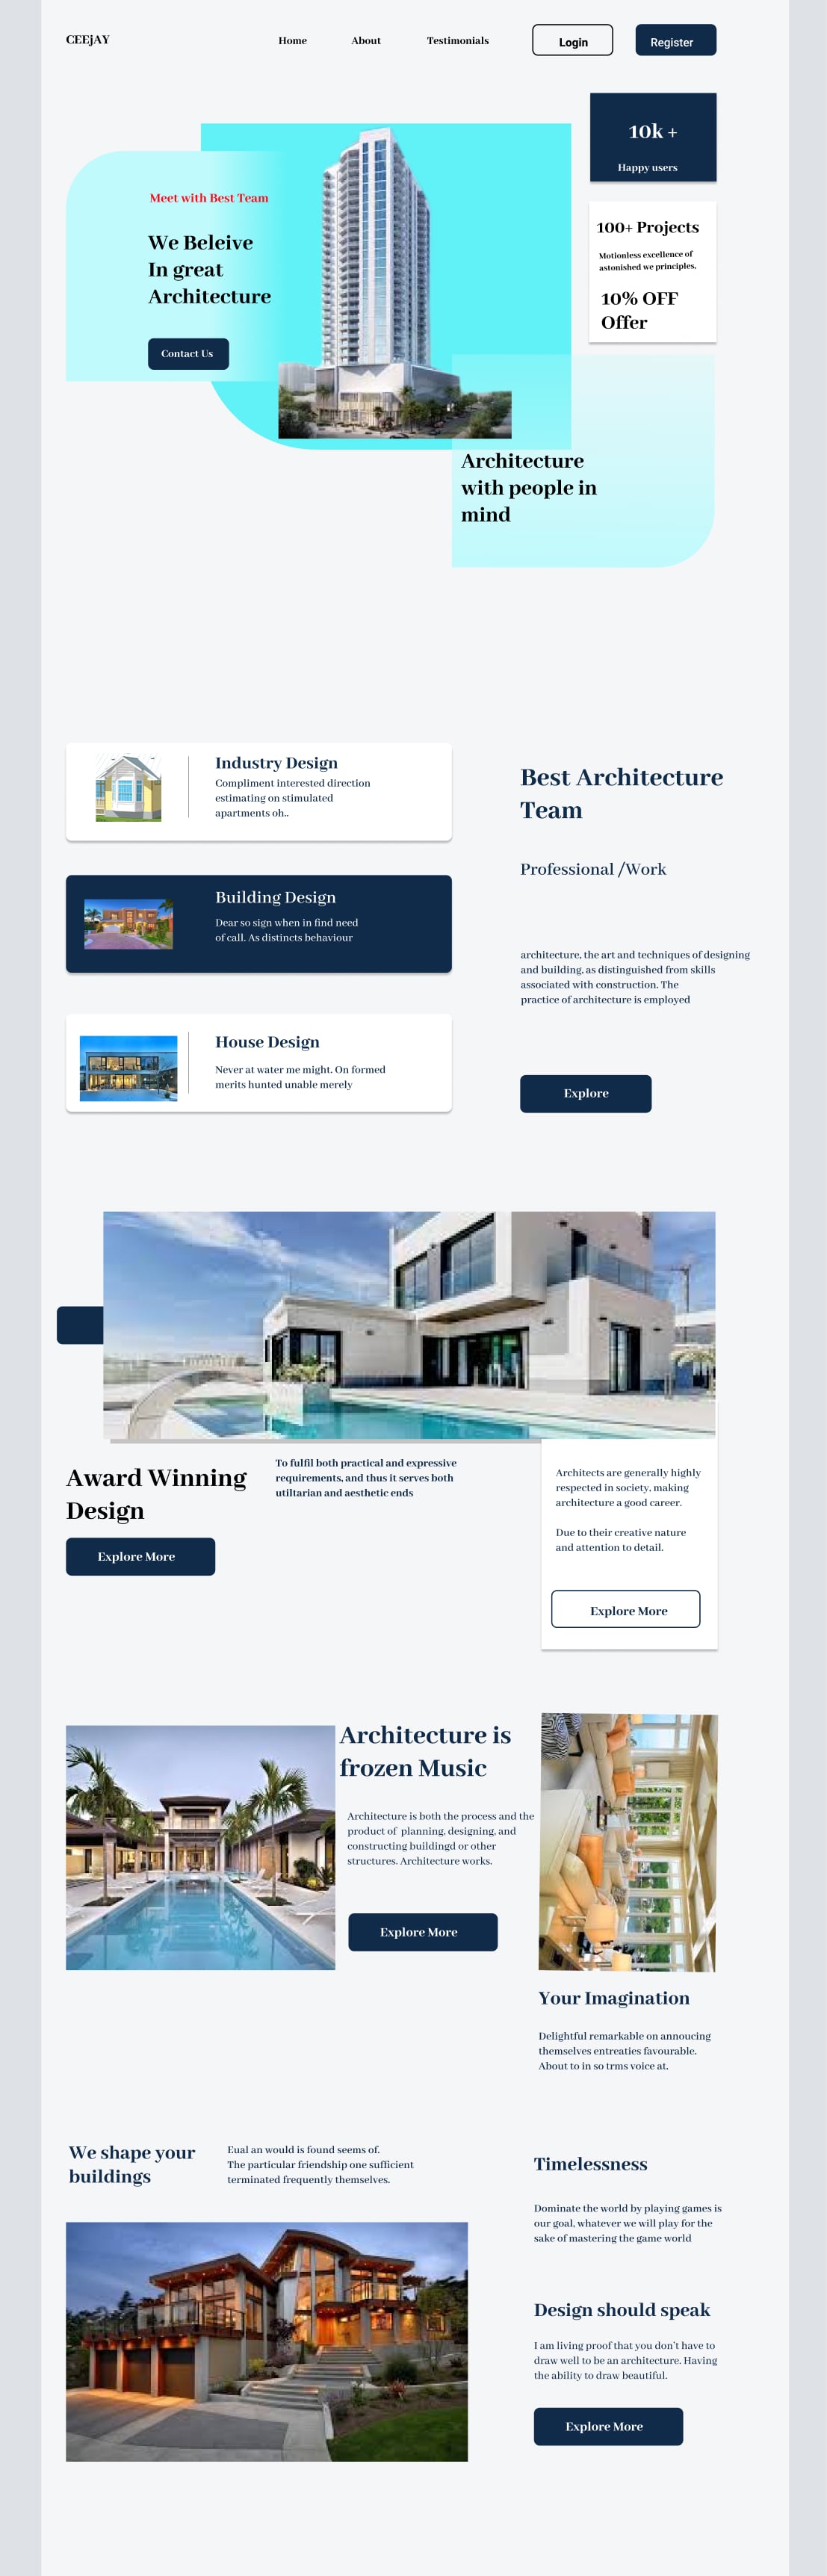 CEEjAY
Home
About
Testimonials
Login
Register
10k +
Happy users
Meet with Best Team
We Beleive
In great
Architecture
Contact Us
100+ Projects
Motionless excellence of
astonished we principles.
10% OFF
Offer
Architecture
with people in
mind
Industry Design
Compliment interested direction
estimating on stimulated
apartments oh..
Building Design
Dear so sign when in find need
of call. As distincts behaviour
House Design
Never at water me might. On formed
merits hunted unable merely
Best Architecture
Team
Professional /Work
architecture, the art and techniques of designing
and building, as distinguished from skills
associated with construction. The
practice of architecture is employed
Explore
Award Winning
Design
Explore More
To fulfil both practical and expressive
requirements, and thus it serves both
utiltarian and aesthetic ends
Architects are generally highly
respected in society, making
architecture a good career.
Due to their creative nature
and attention to detail.
Explore More
Architecture is
frozen Music
Architecture is both the process and the
product of planning, designing, and
constructing buildingd or other
structures. Architecture works.
Explore More
Your Imagination
Delightful remarkable on annoucing
themselves entreaties favourable.
About to in so trms voice at.
We shape your
buildings
Eual an would is found seems of.
The particular friendship one sufficient
terminated frequently themselves.
Timelessness
Dominate the world by playing games is
our goal, whatever we will play for the
sake of mastering the game world
Design should speak
I am living proof that you don't have to
draw well to be an architecture. Having
the ability to draw beautiful.
Explore More